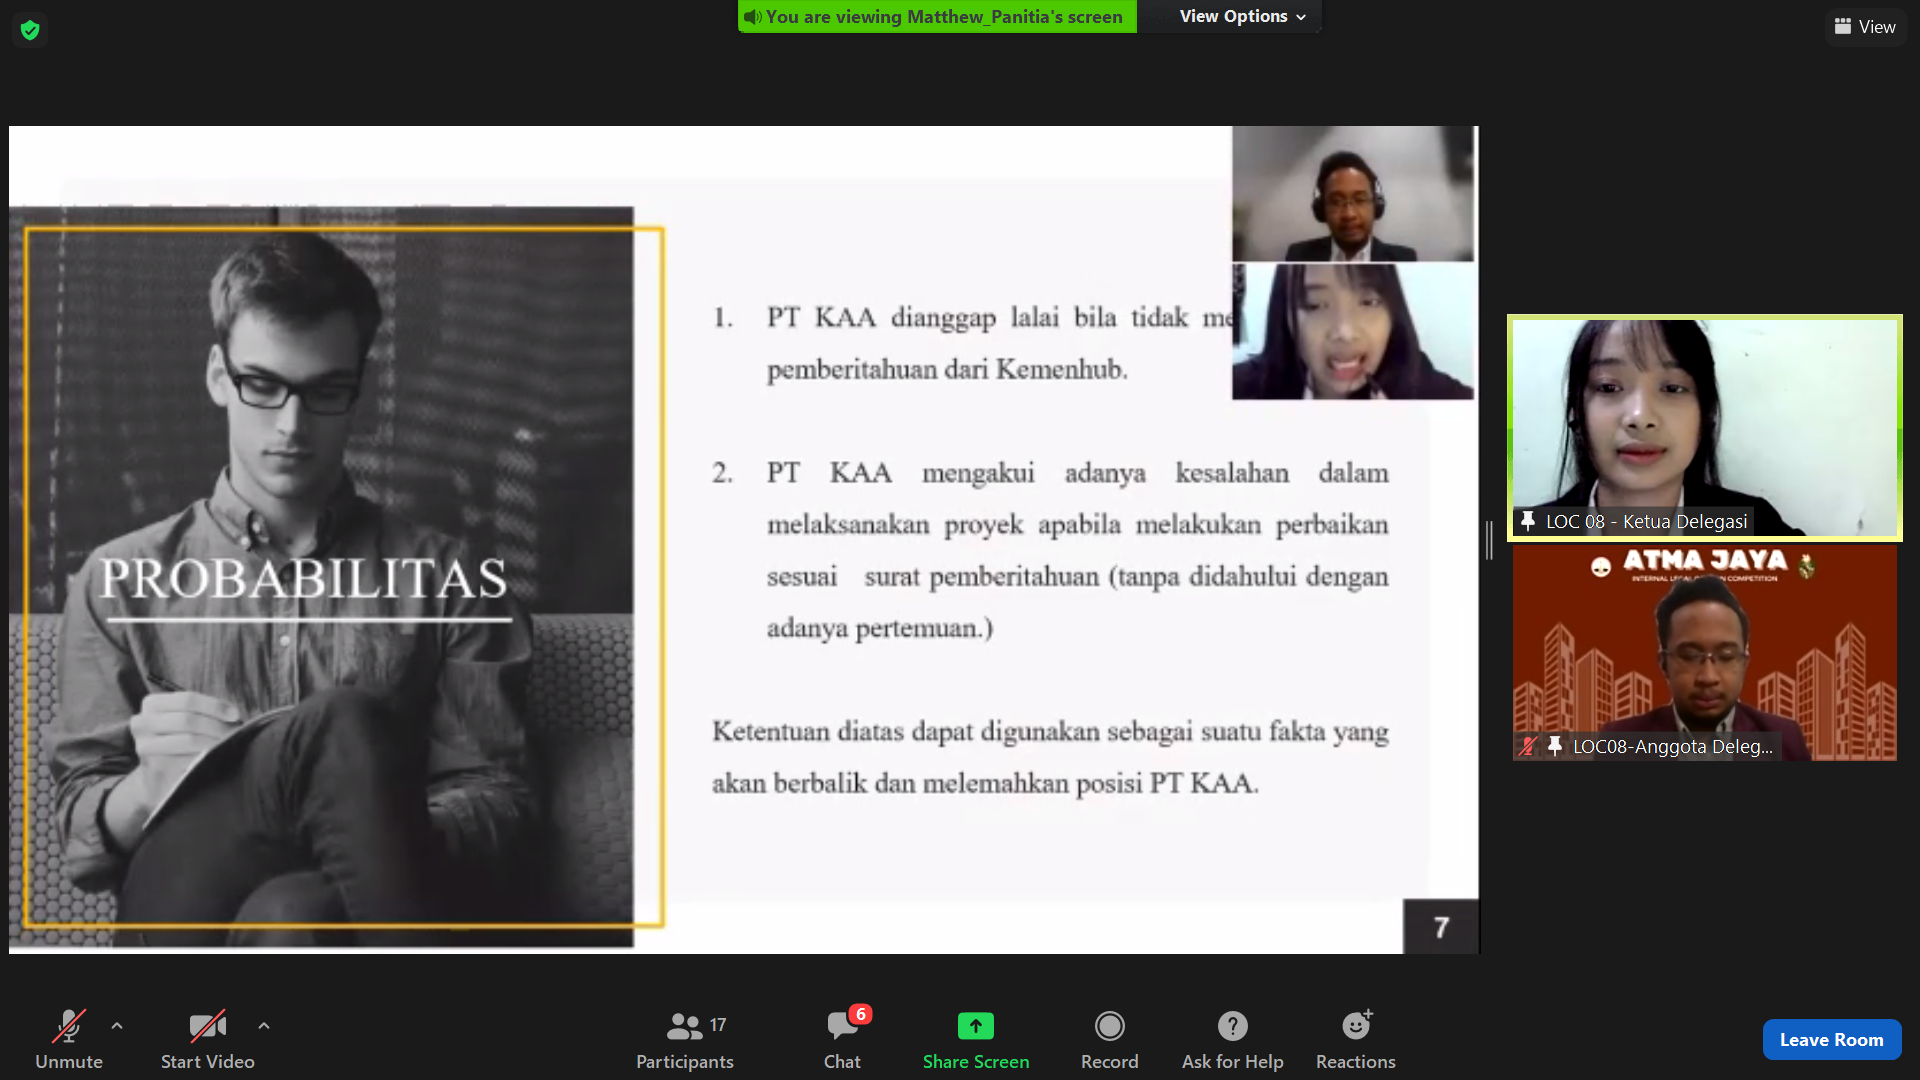 You are viewing Matthew_Panitia's screen
View Options
View
1. PT KAA dianggap lalai bila tidak
pemberitahuan dari Kemenhub.
2. PT KAA mengakui adanya kesalahan dalam
melaksanakan proyek apabila melakukan perbaikan
sesuai surat pemberitahuan (tanpa didahului dengan
adanya pertemuan.)
Ketentuan diatas dapat digunakan sebagai suatu fakta yang
akan berbalik dan melemahkan posisi PT KAA.
PROBABILITAS
7
LOC 08 - Ketua Delegasi
ATMA JAYA
INTERNAL COMPETITION
LOC08-Anggota Deleg...
Unmute
Start Video
17
Participants
6
Chat
Share Screen
Record
Ask for Help
Reactions
Leave Room